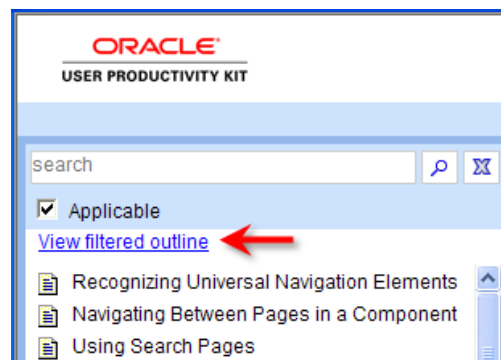 ORACLE
USER PRODUCTIVITY KIT
search
Applicable
View filtered outline
Recognizing Universal Navigation Elements
Navigating Between Pages in a Component
Using Search Pages